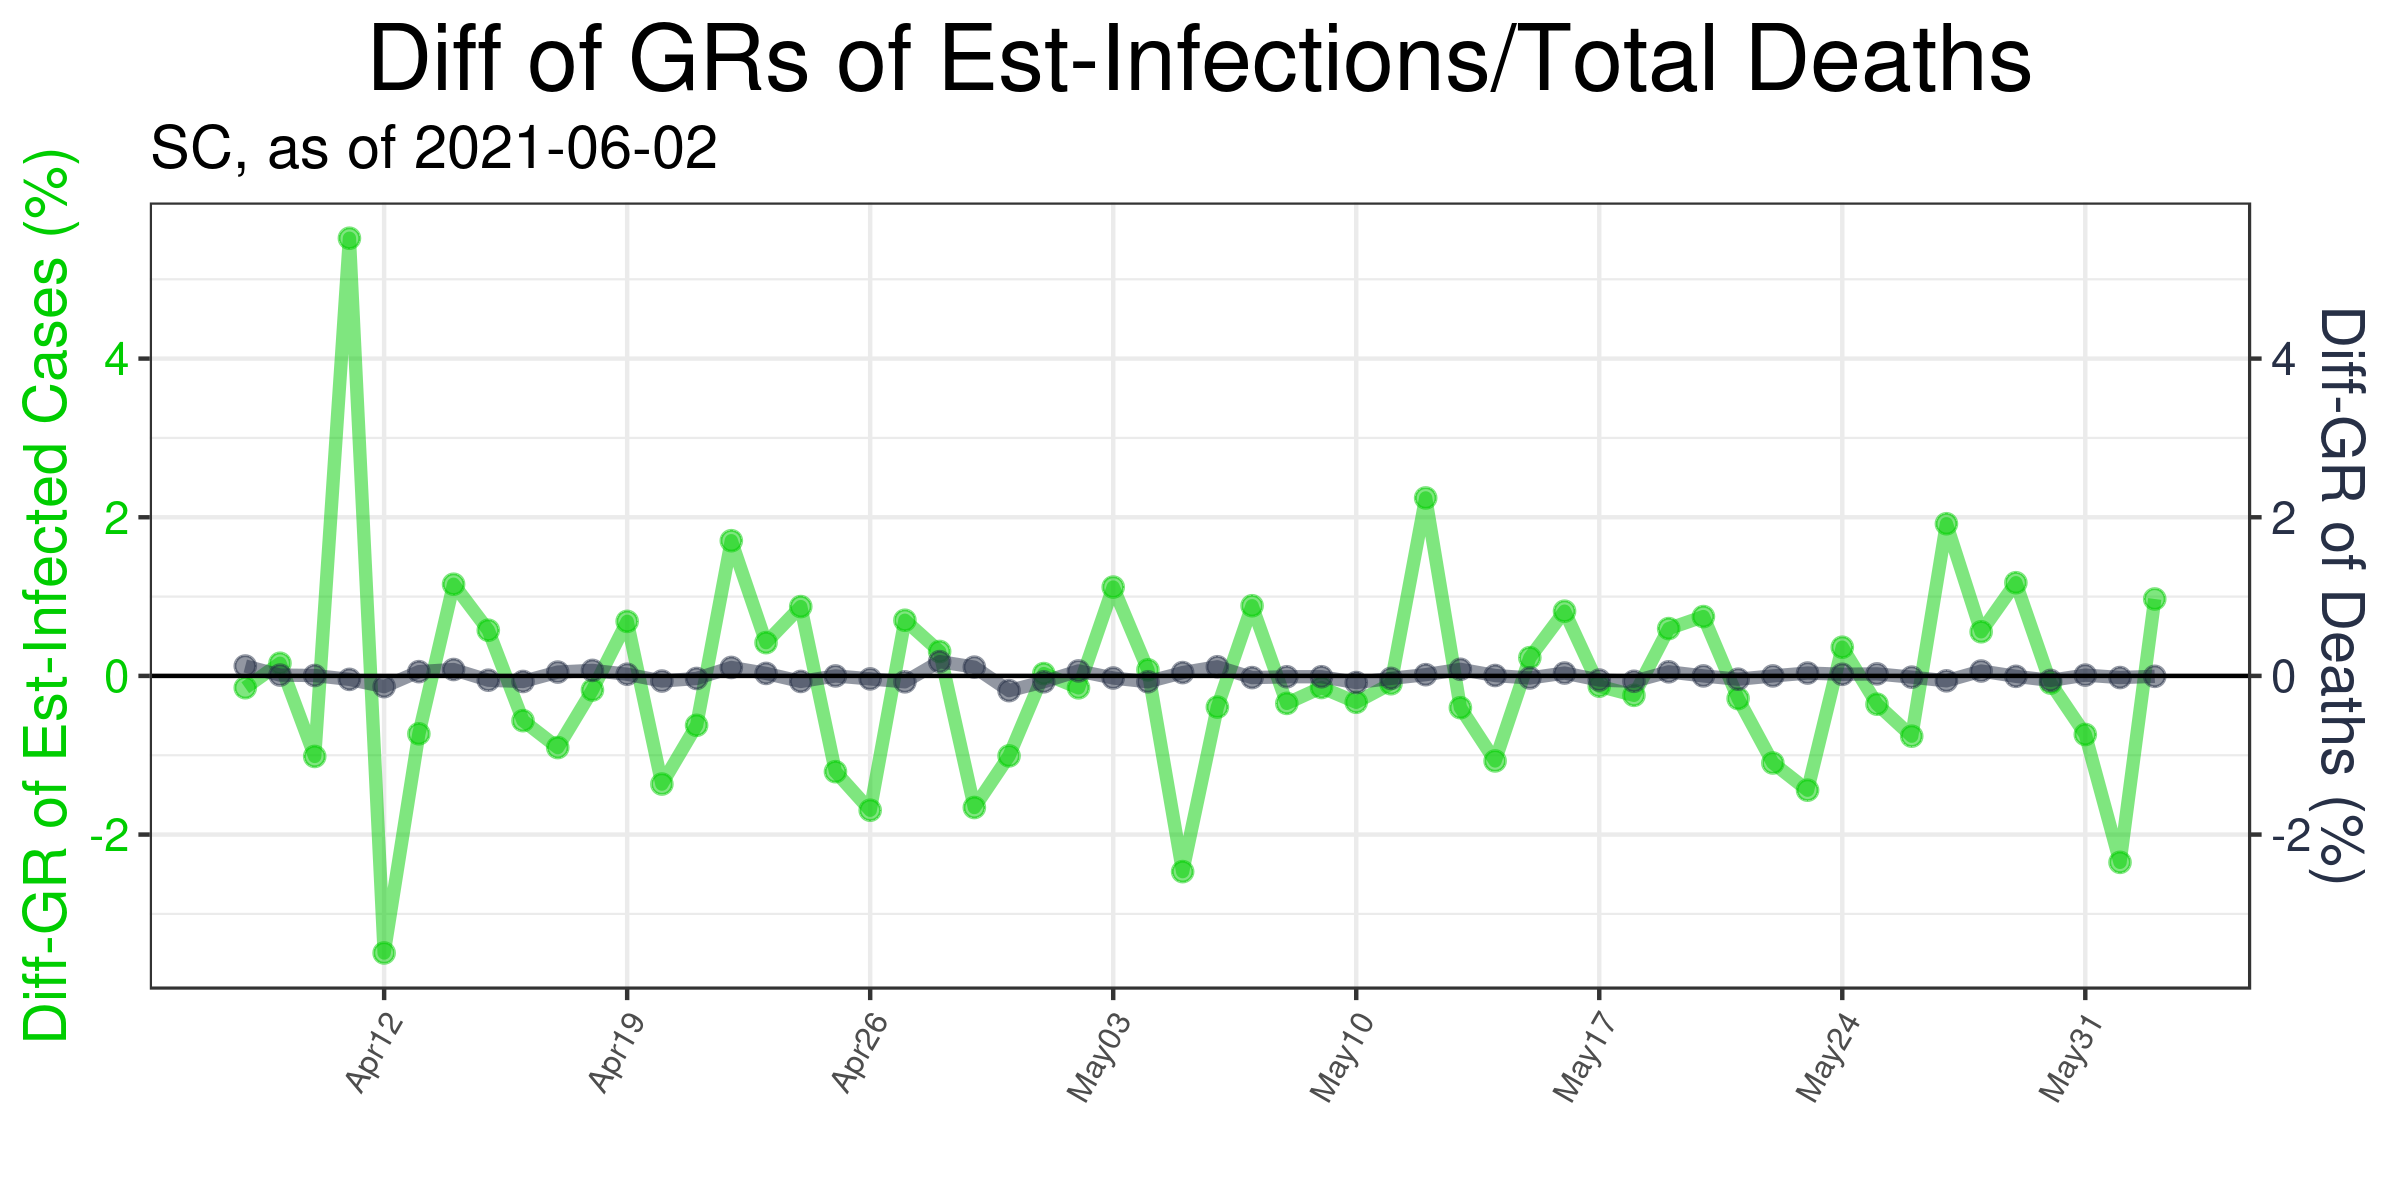 Diff of GRs of Est-Infections/Total Deaths
SC, as of 2021-06-02
Diff-GR of Est-Infected Cases (%)
4
2
0
-2
4
2
0
-2
Diff-GR of Deaths (%)
Apr12
Apr19
Apr26
May03
May10
May17
May24
May31